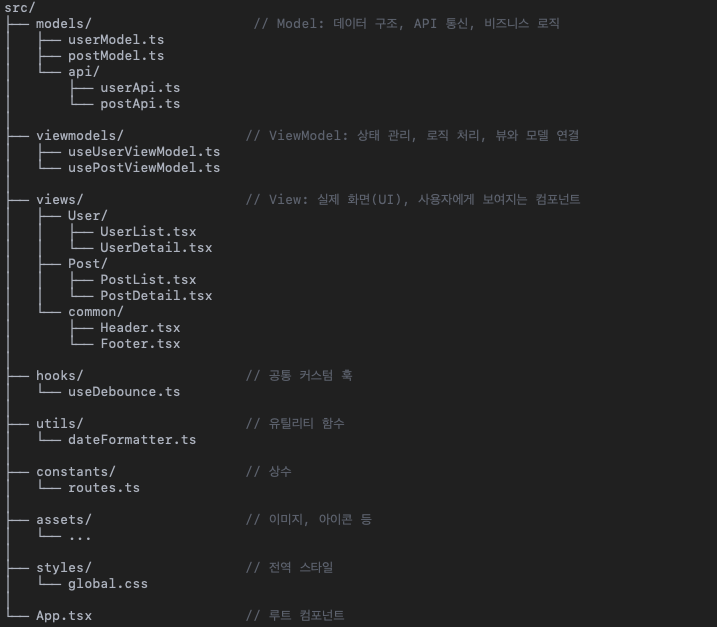 src/
├── models/                            // Model: 데이터 구조, API 통신, 비즈니스 로직
│   ├── userModel.ts
│   ├── postModel.ts
│   └── api/
│       ├── userApi.ts
│       └── postApi.ts
│
├── viewmodels/                    // ViewModel: 상태 관리, 로직 처리, 뷰와 모델 연결
│   ├── useUserViewModel.ts
│   └── usePostViewModel.ts
│
├── views/                         // View: 실제 화면(UI), 사용자에게 보여지는 컴포넌트
│   ├── User/
│   │   ├── UserList.tsx
│   │   └── UserDetail.tsx
│   ├── Post/
│   │   ├── PostList.tsx
│   │   └── PostDetail.tsx
│   └── common/
│       ├── Header.tsx
│       └── Footer.tsx
│
├── hooks/                         // 공통 커스텀 훅
│   └── useDebounce.ts
│
├── utils/                         // 유틸리티 함수
│   └── dateFormatter.ts
│
├── constants/                     // 상수
│   └── routes.ts
│
├── assets/                        // 이미지, 아이콘 등
│   └── ...
│
├── styles/                        // 전역 스타일
│   └── global.css
│
└── App.tsx                        // 루트 컴포넌트